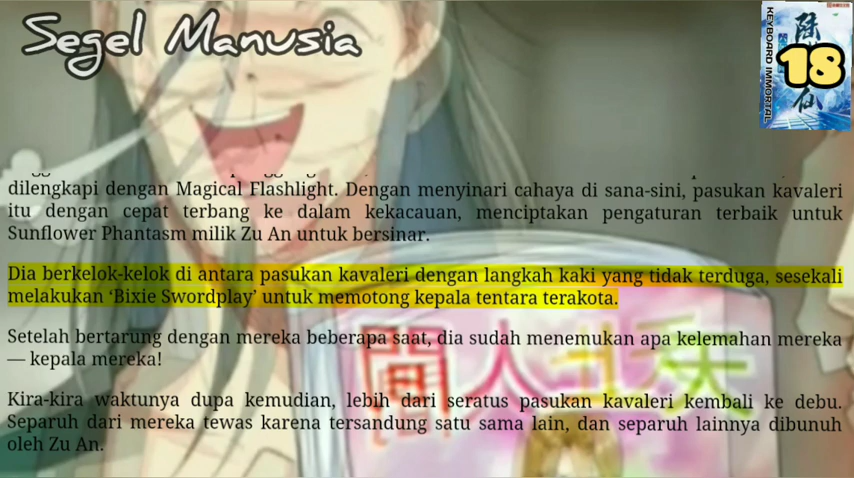 Segel Manusia
KEYBOARD IMMORTAL
18
dilengkapi dengan Magical Flashlight. Dengan menyinari cahaya di sana-sini, pasukan kavaleri
itu dengan cepat terbang ke dalam kekacauan, menciptakan pengaturan terbaik untuk
Sunflower Phantasm milik Zu An untuk bersinar.
Dia berkelok-kelok di antara pasukan kavaleri dengan langkah kaki yang tidak terduga, sesekali
melakukan ‘Bixie Swordplay’ untuk memotong kepala tentara terakota.
Setelah bertarung dengan mereka beberapa saat, dia sudah menemukan apa kelemahan mereka
— kepala mereka!
Kira-kira waktunya dupa kemudian, lebih dari seratus pasukan kavaleri kembali ke debu.
Separuh dari mereka tewas karena tersandung satu sama lain, dan separuh lainnya dibunuh
oleh Zu An.